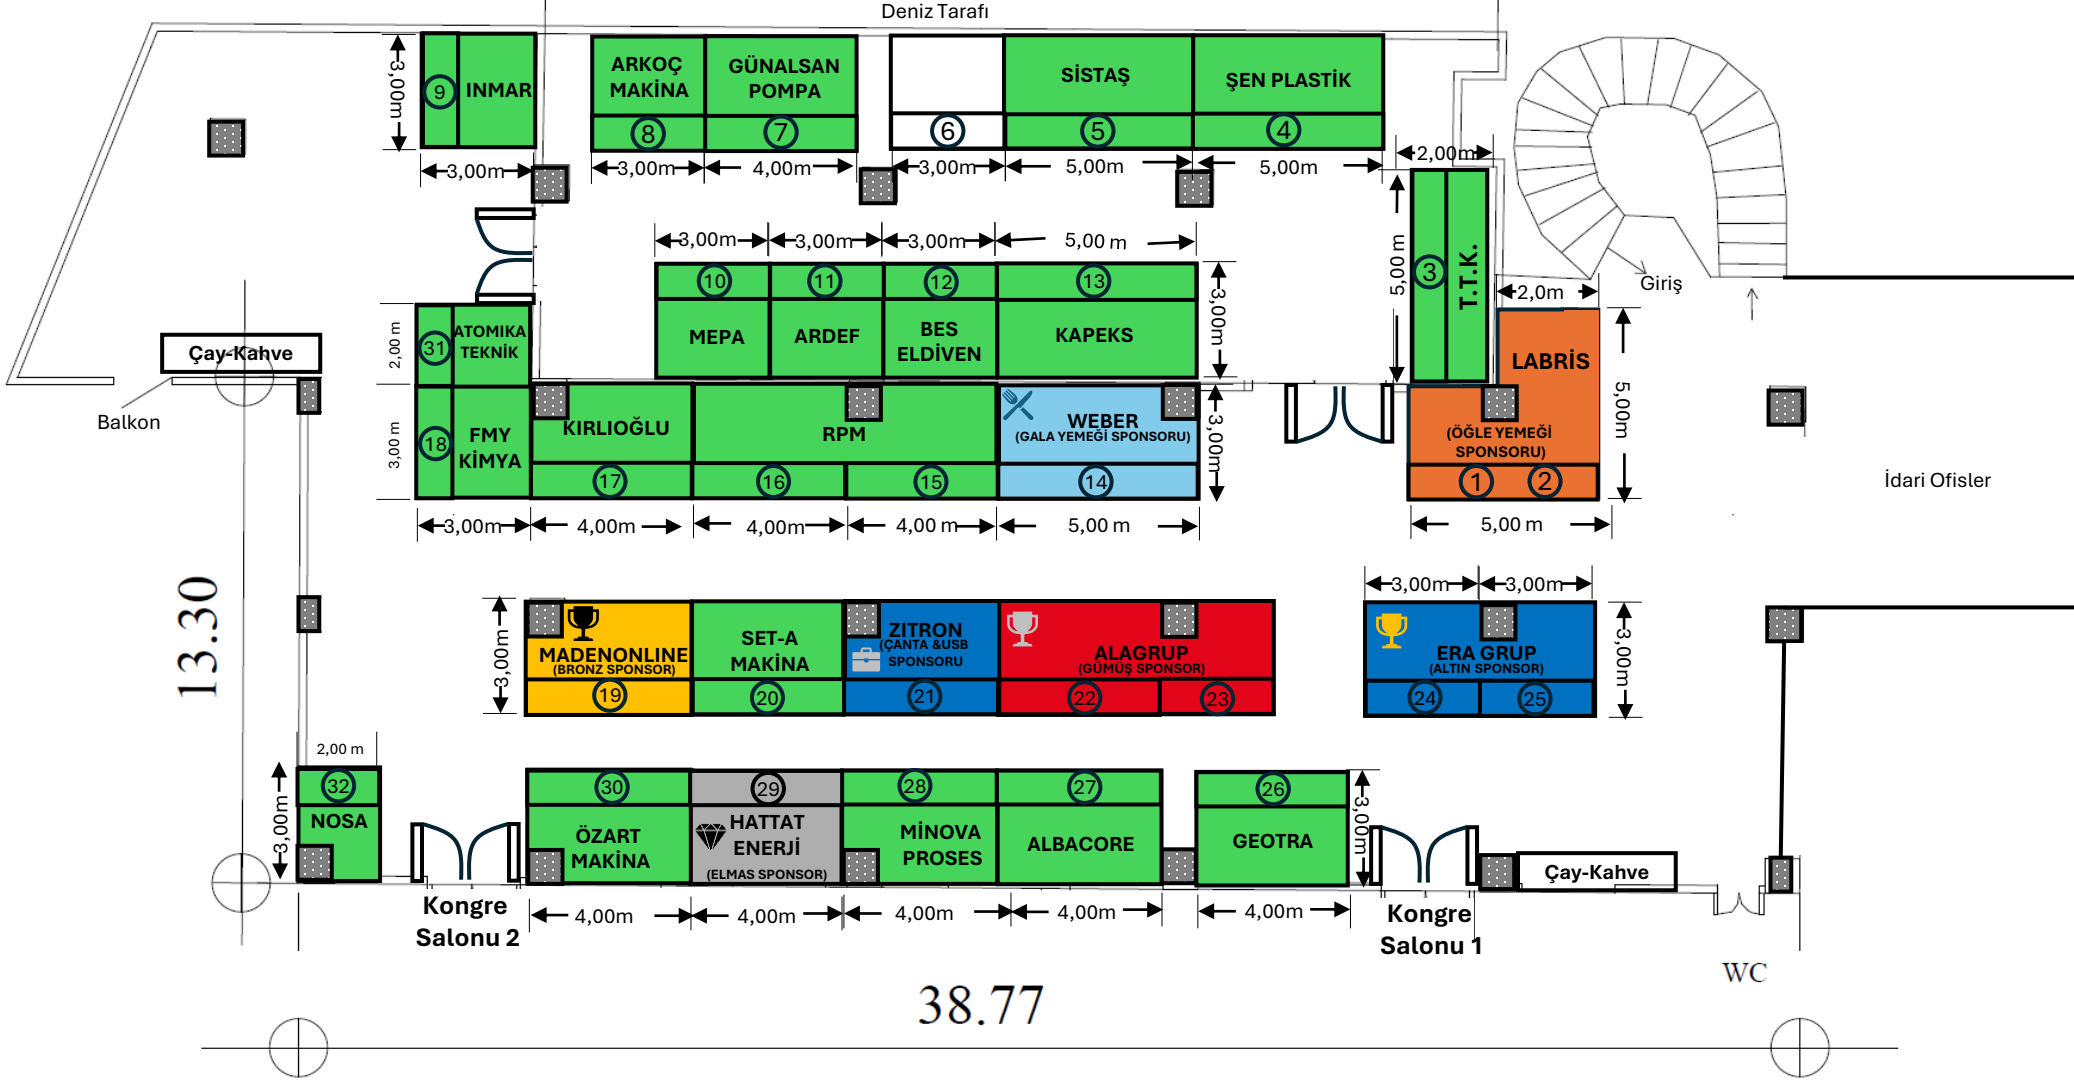 Deniz Tarafı
3,00m
9
INMAR
3,00m
ARKOÇ
MAKİNA
8
3,00m
GÜNALSAN
POMPA
7
4,00m
6
3,00m
SİSTAŞ
5
5,00m
ŞEN PLASTİK
4
5,00m
2,00m
5,00 m
3
T.T.K.
Giriş
2,0m
LABRİS
(ÖĞLE YEMEĞİ
SPONSORU)
1
2
5,00m
5,00 m
3,00m
3,00m
3,00m
5,00 m
10
11
12
13
MEPA
ARDEF
BES
ELDİVEN
KAPEKS
3,00m
Çay-Kahve
Balkon
2,00 m
31
ATOMIKA
TEKNİK
3,00 m
18
FMY
KİMYA
KIRLIOĞLU
17
RPM
16
15
WEBER
(GALA YEMEĞİ SPONSORU)
14
3,00m
3,00m
4,00m
4,00m
4,00 m
5,00 m
İdari Ofisler
13.30
3,00m
MADENONLINE
(BRONZ SPONSOR)
19
SET-A
MAKİNA
20
ZITRON
(ÇANTA &USB
SPONSORU
21
ALAGRUP
(GÜMÜŞ SPONSOR)
22
23
3,00m
3,00m
ERA GRUP
(ALTIN SPONSOR)
24
25
3,00m
2,00 m
3,00m
32
NOSA
30
ÖZART
MAKİNA
29
HATTAT
ENERJİ
(ELMAS SPONSOR)
28
MİNOVA
PROSES
27
ALBACORE
26
GEOTRA
3,00m
Çay-Kahve
Kongre
Salonu 2
4,00m
4,00m
4,00m
4,00m
4,00m
Kongre
Salonu 1
WC
38.77